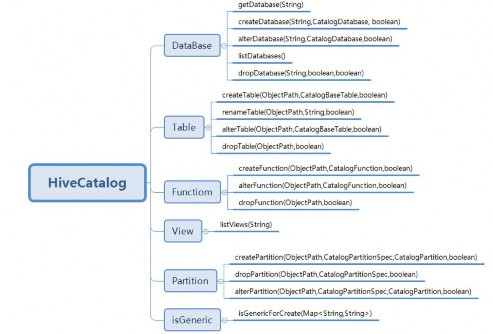 HiveCatalog
DataBase
getDatabase(String)
createDatabase(String,CatalogDatabase, boolean)
alterDatabase(String,CatalogDatabase,boolean)
listDatabases()
dropDatabase(String,boolean,boolean)
Table
createTable(ObjectPath,CatalogBaseTable,boolean)
renameTable(ObjectPath,String,boolean)
alterTable(ObjectPath,CatalogBaseTable,boolean)
dropTable(ObjectPath,boolean)
Functiom
createFunction(ObjectPath,CatalogFunction,boolean)
alterFunction(ObjectPath,CatalogFunction,boolean)
dropFunction(ObjectPath,boolean)
View
listViews(String)
Partition
createPartition(ObjectPath,CatalogPartitionSpec,CatalogPartition,boolean)
dropPartition(ObjectPath,CatalogPartitionSpec,boolean)
alterPartition(ObjectPath,CatalogPartitionSpec,CatalogPartition,boolean)
isGeneric
isGenericForCreate(Map<String,String>)